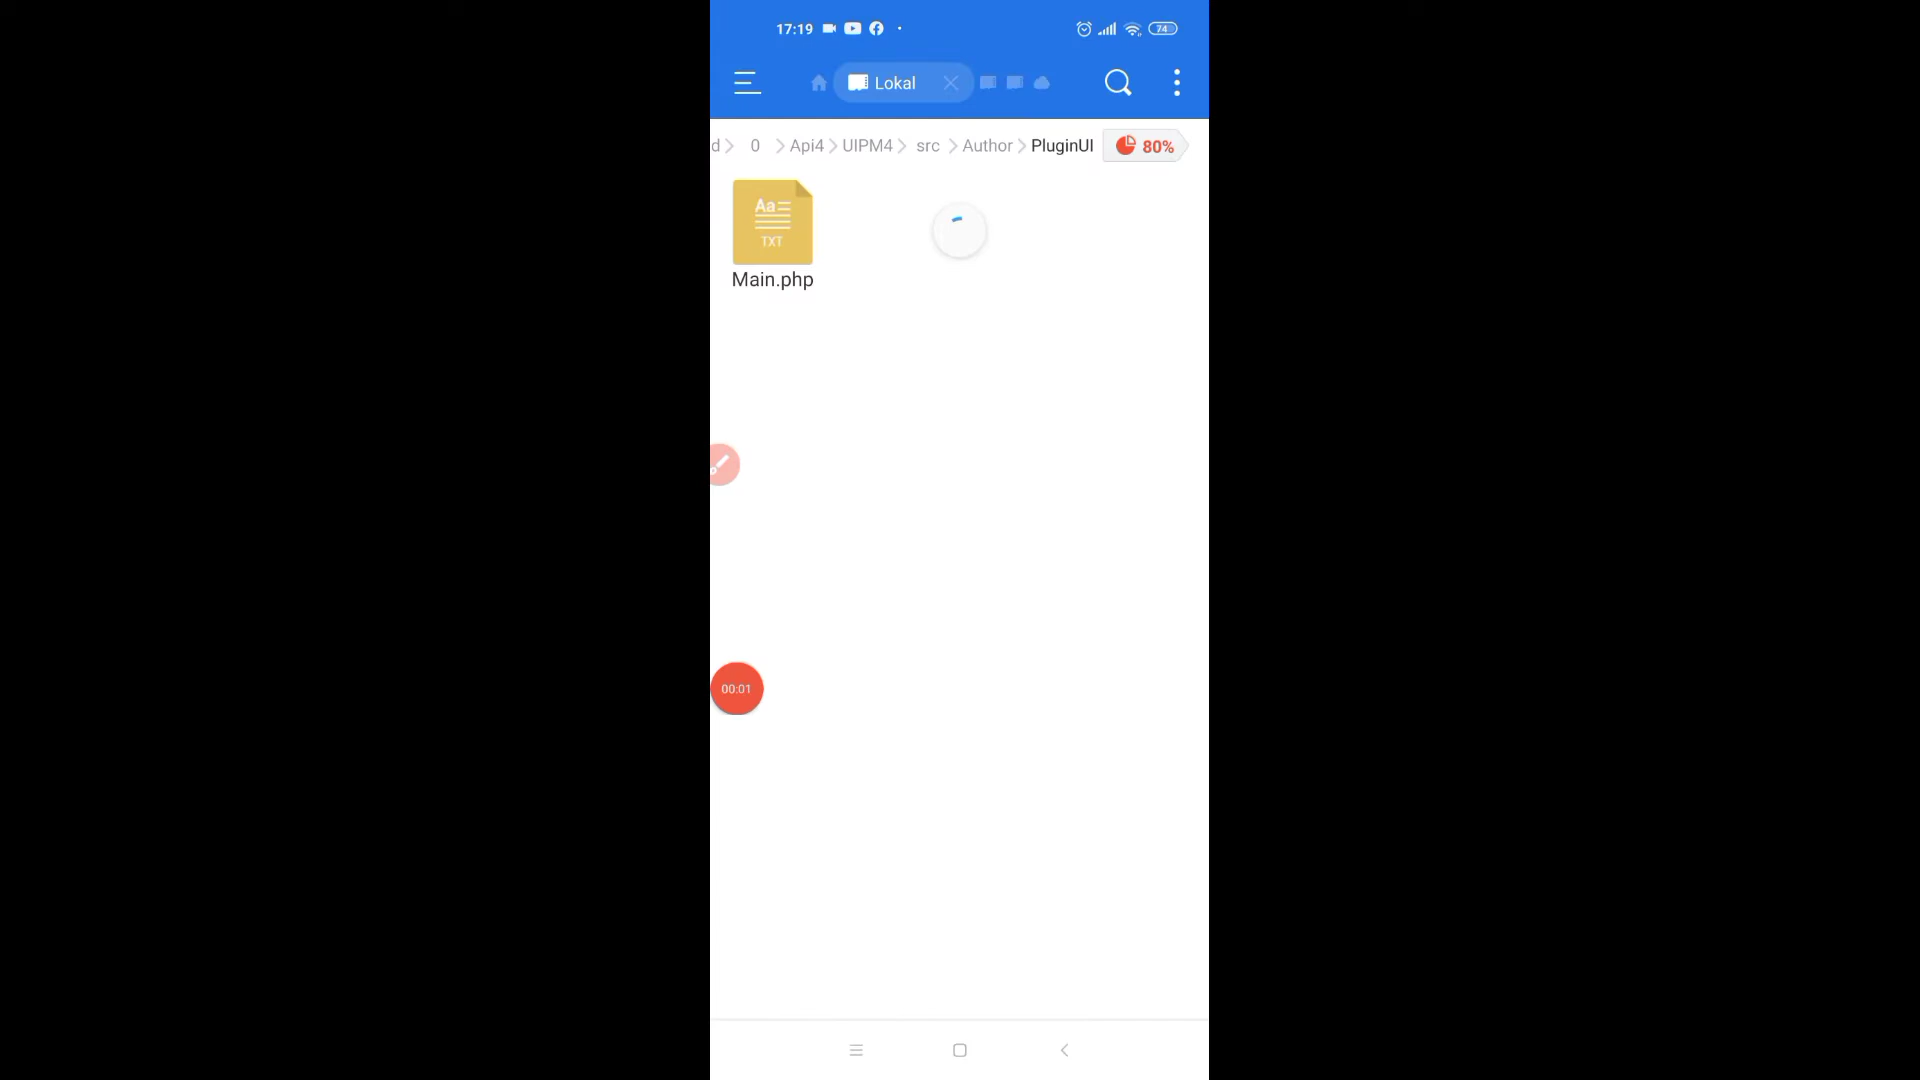 17:19 74
Lokal
d 0 Api4 UIPM4 src Author PluginUI 80%
Aa
TXT
Main.php
00:01